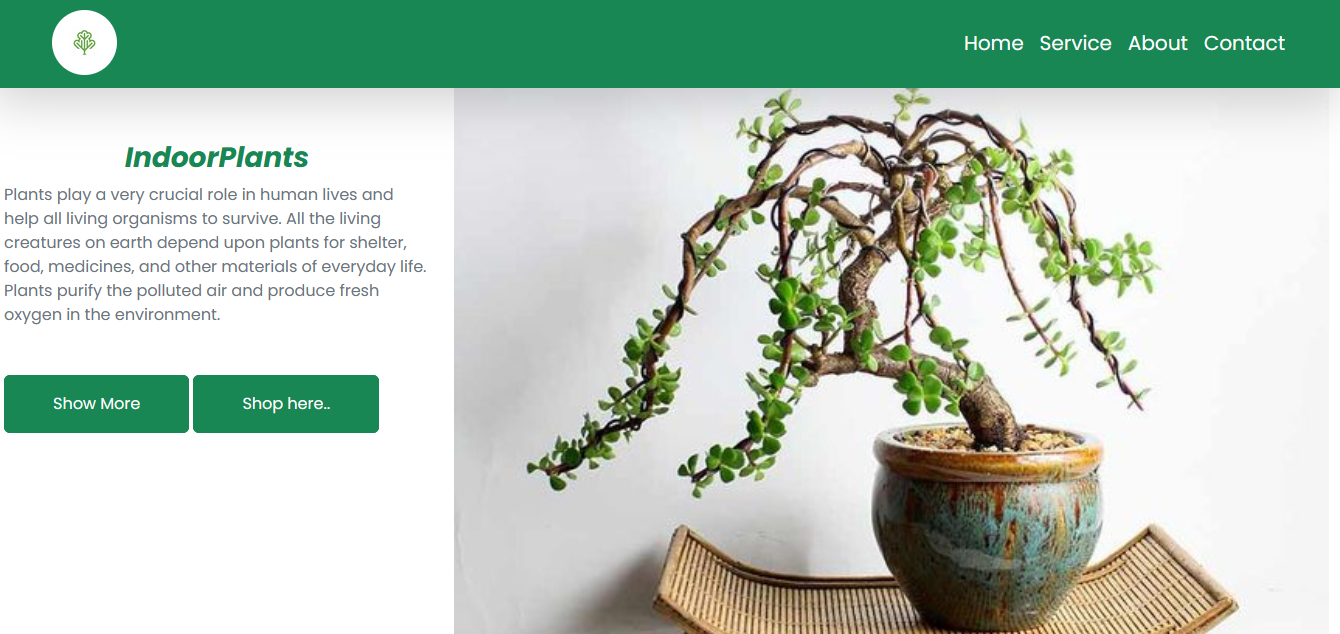 Home Service About Contact
IndoorPlants
Plants play a very crucial role in human lives and
help all living organisms to survive. All the living
creatures on earth depend upon plants for shelter,
food, medicines, and other materials of everyday life.
Plants purify the polluted air and produce fresh
oxygen in the environment.
Show More Shop here..